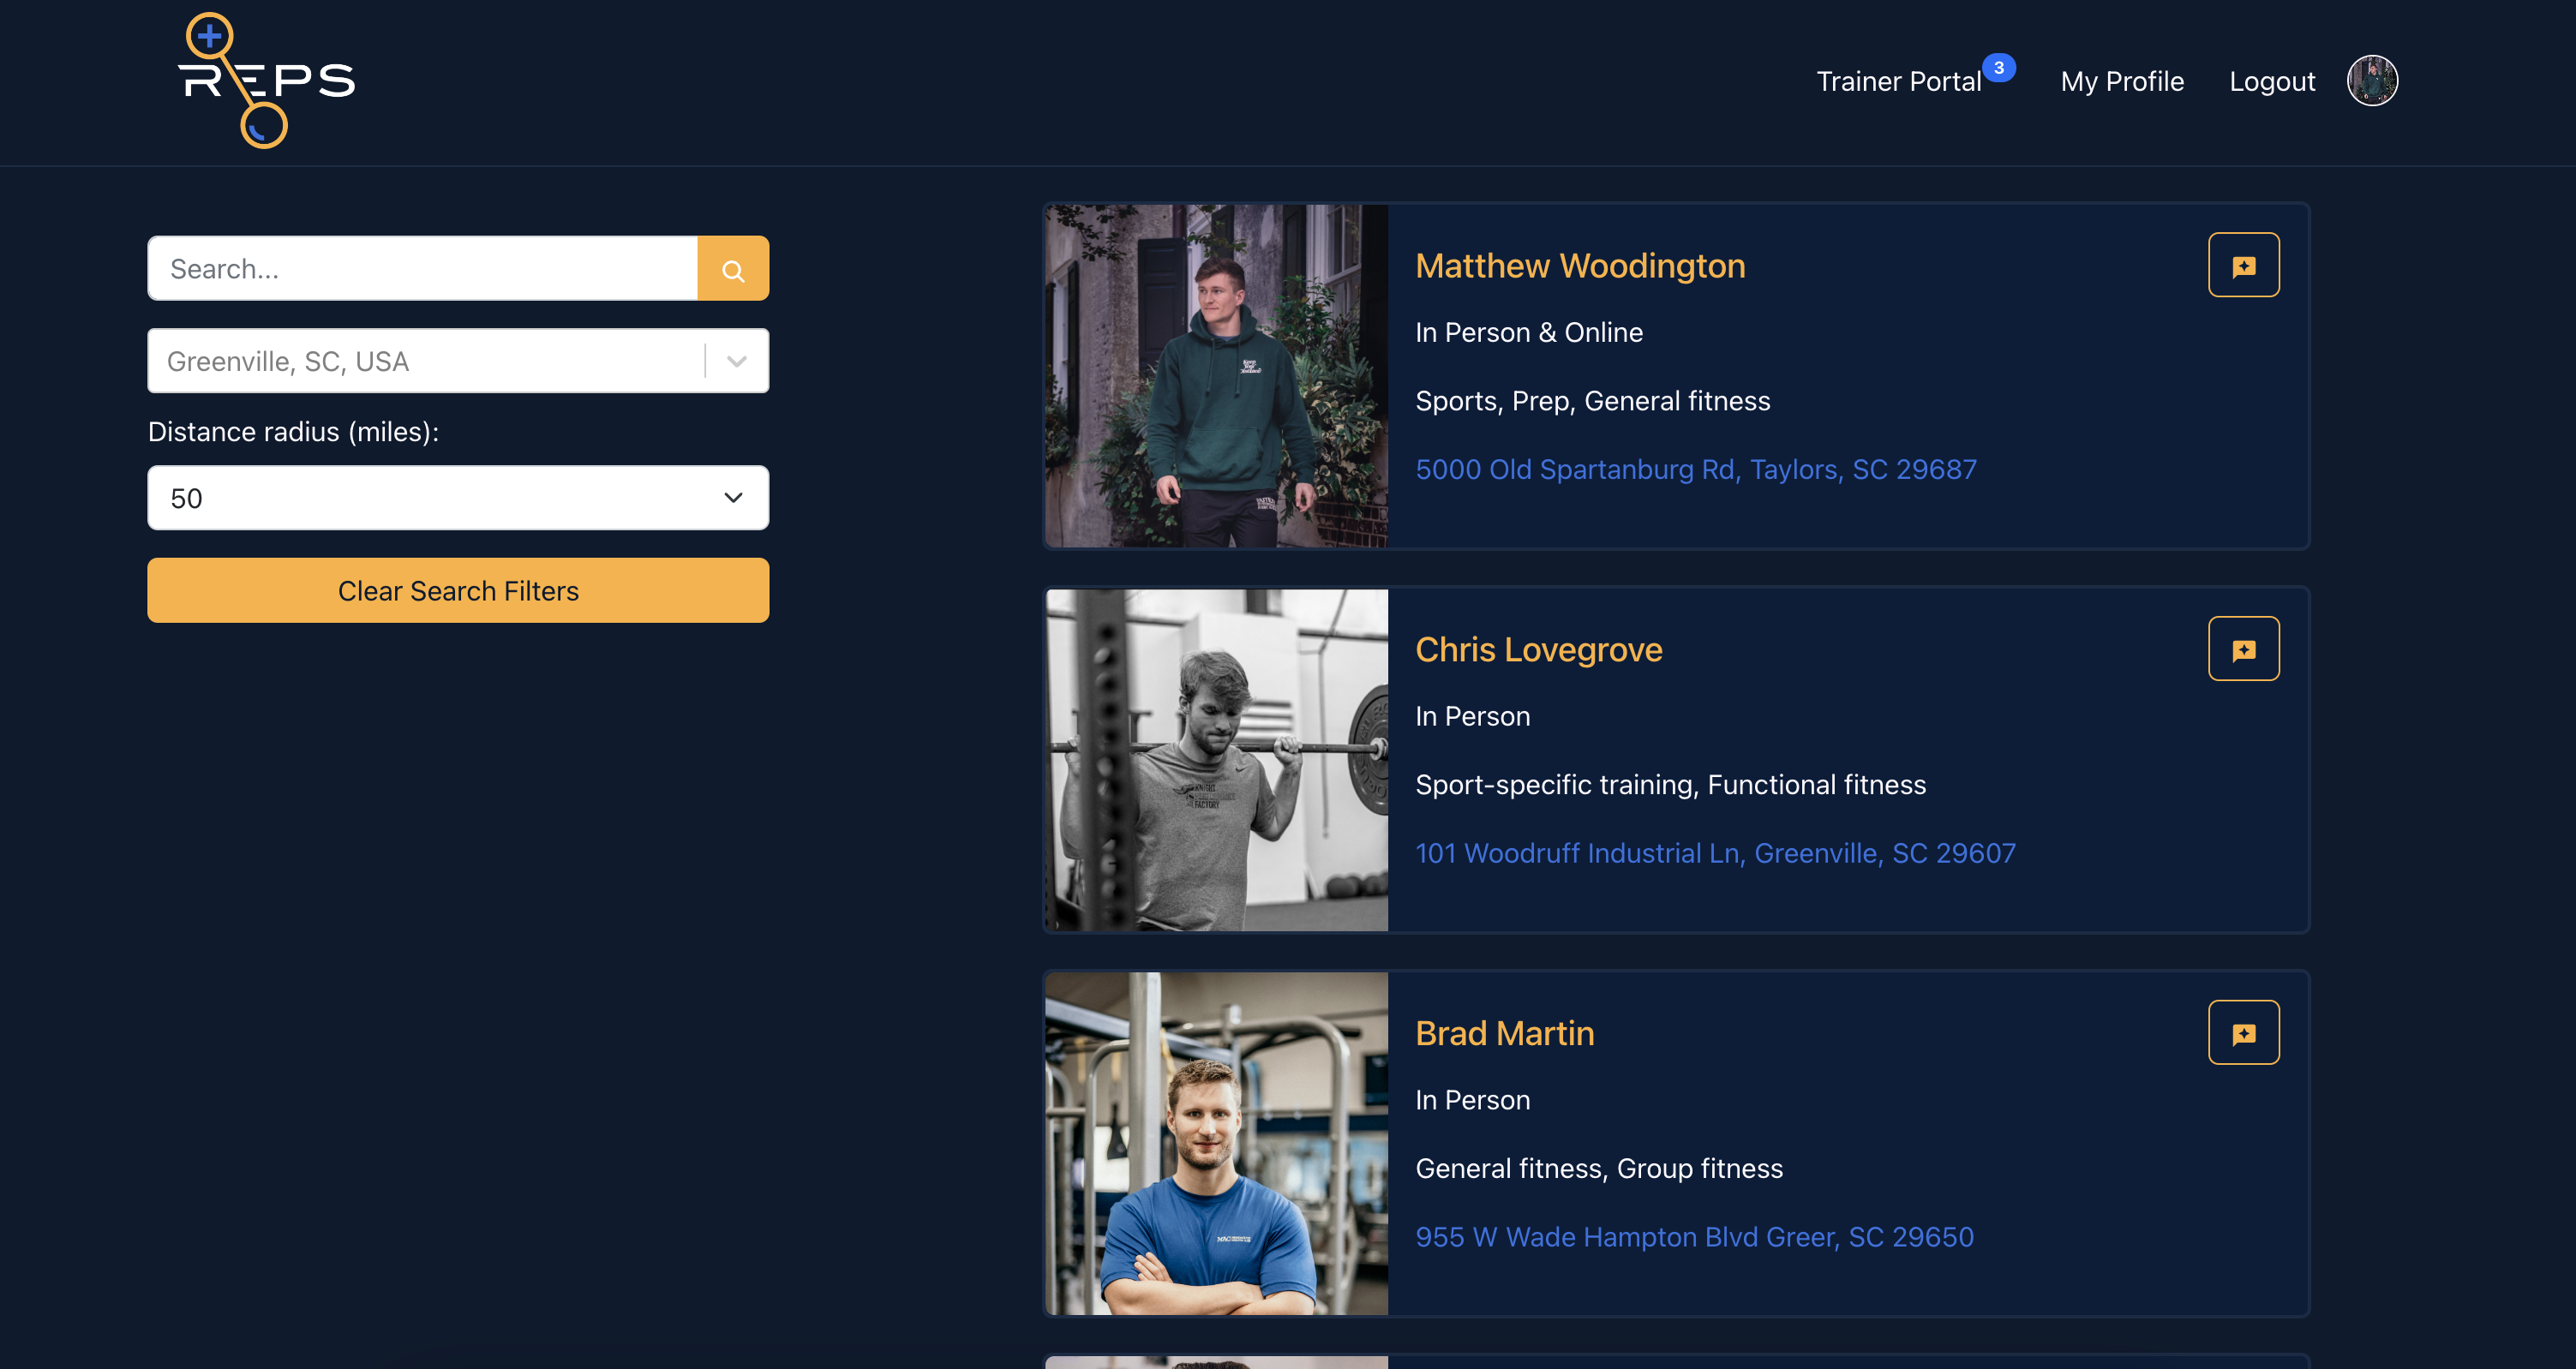 REPS
Trainer Portal 3
My Profile
Logout
Search...
Greenville, SC, USA
Distance radius (miles):
50
Clear Search Filters
Matthew Woodington
In Person & Online
Sports, Prep, General fitness
5000 Old Spartanburg Rd, Taylors, SC 29687
Chris Lovegrove
In Person
Sport-specific training, Functional fitness
101 Woodruff Industrial Ln, Greenville, SC 29607
FACTORY
Brad Martin
In Person
General fitness, Group fitness
955 W Wade Hampton Blvd Greer, SC 29650